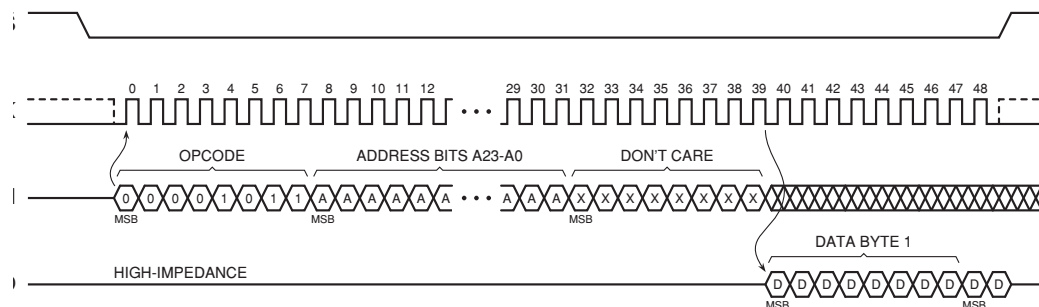 0 1 2 3 4 5 6 7 8 9 10 11 12 29 30 31 32 33 34 35 36 37 38 39 40 41 42 43 44 45 46 47 48
OPCODE ADDRESS BITS A23-A0 DON'T CARE
0 0 0 0 1 0 1 1 A A A A A A A A A X X X X X X X X
MSB MSB MSB
DATA BYTE 1
HIGH-IMPEDANCE
D D D D D D D D D D
MSB MSB